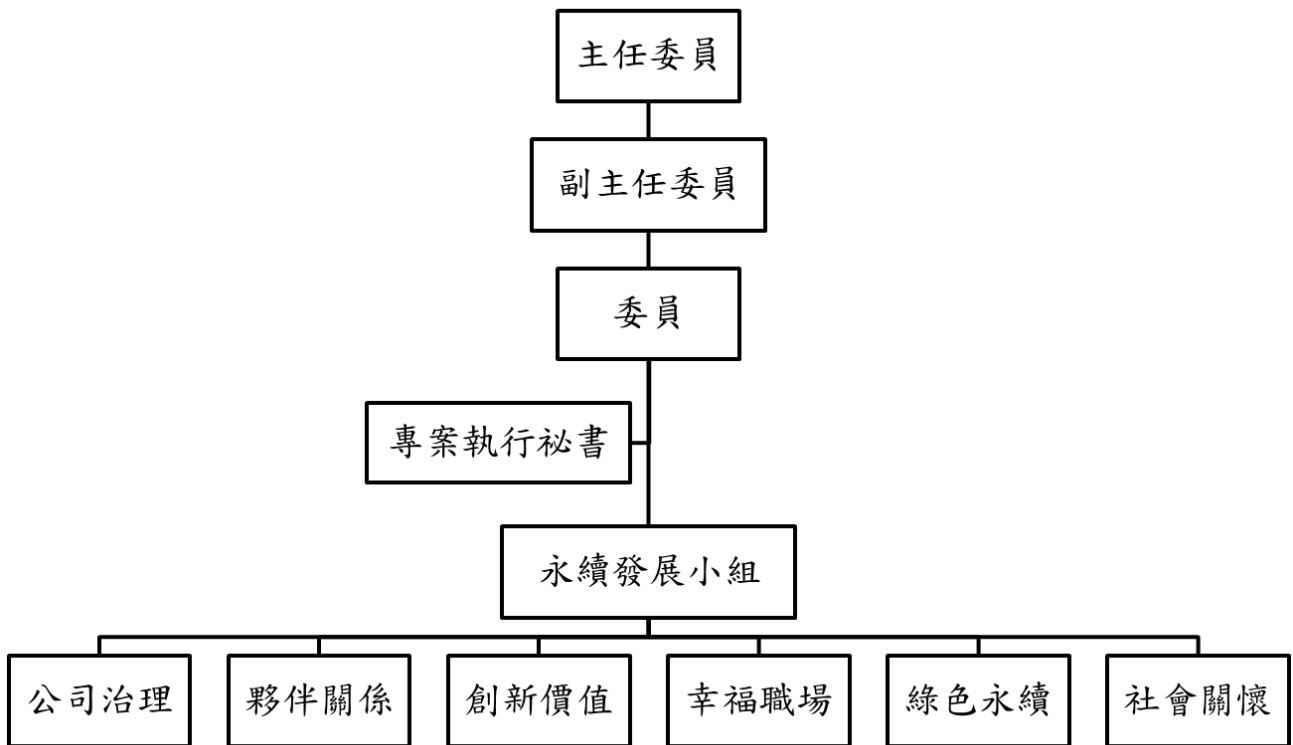 主任委員
副主任委員
委員
專案執行祕書
永續發展小組
公司治理
夥伴關係
創新價值
幸福職場
綠色永續
社會關懷